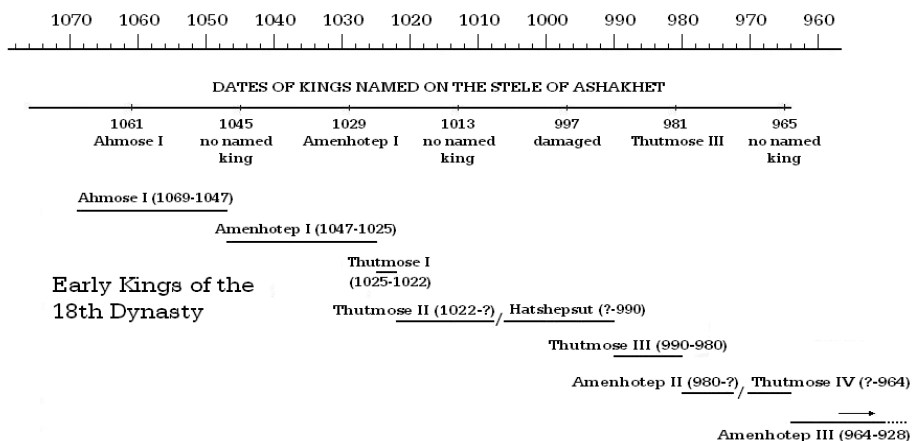 1070 1060 1050 1047 1030 1020 1010 1000 990 980 970 960
DATES OF KINGS NAMED ON THE STELE OF ASHAKHET
1061 1045 1029 1013 997 981 965
Ahmose I no named king Amenhotep I no named king damaged Thutmose III no named king
Ahmose I (1069-1047)
Amenhotep I (1047-1025)
Thutmose I
(1025-1022)
Early Kings of the
18th Dynasty
Thutmose II (1022-?) / Hatshepsut (?-990)
Thutmose III (990-980)
Amenhotep II (980-?) / Thutmose IV (?-964)
Amenhotep III (964-928)